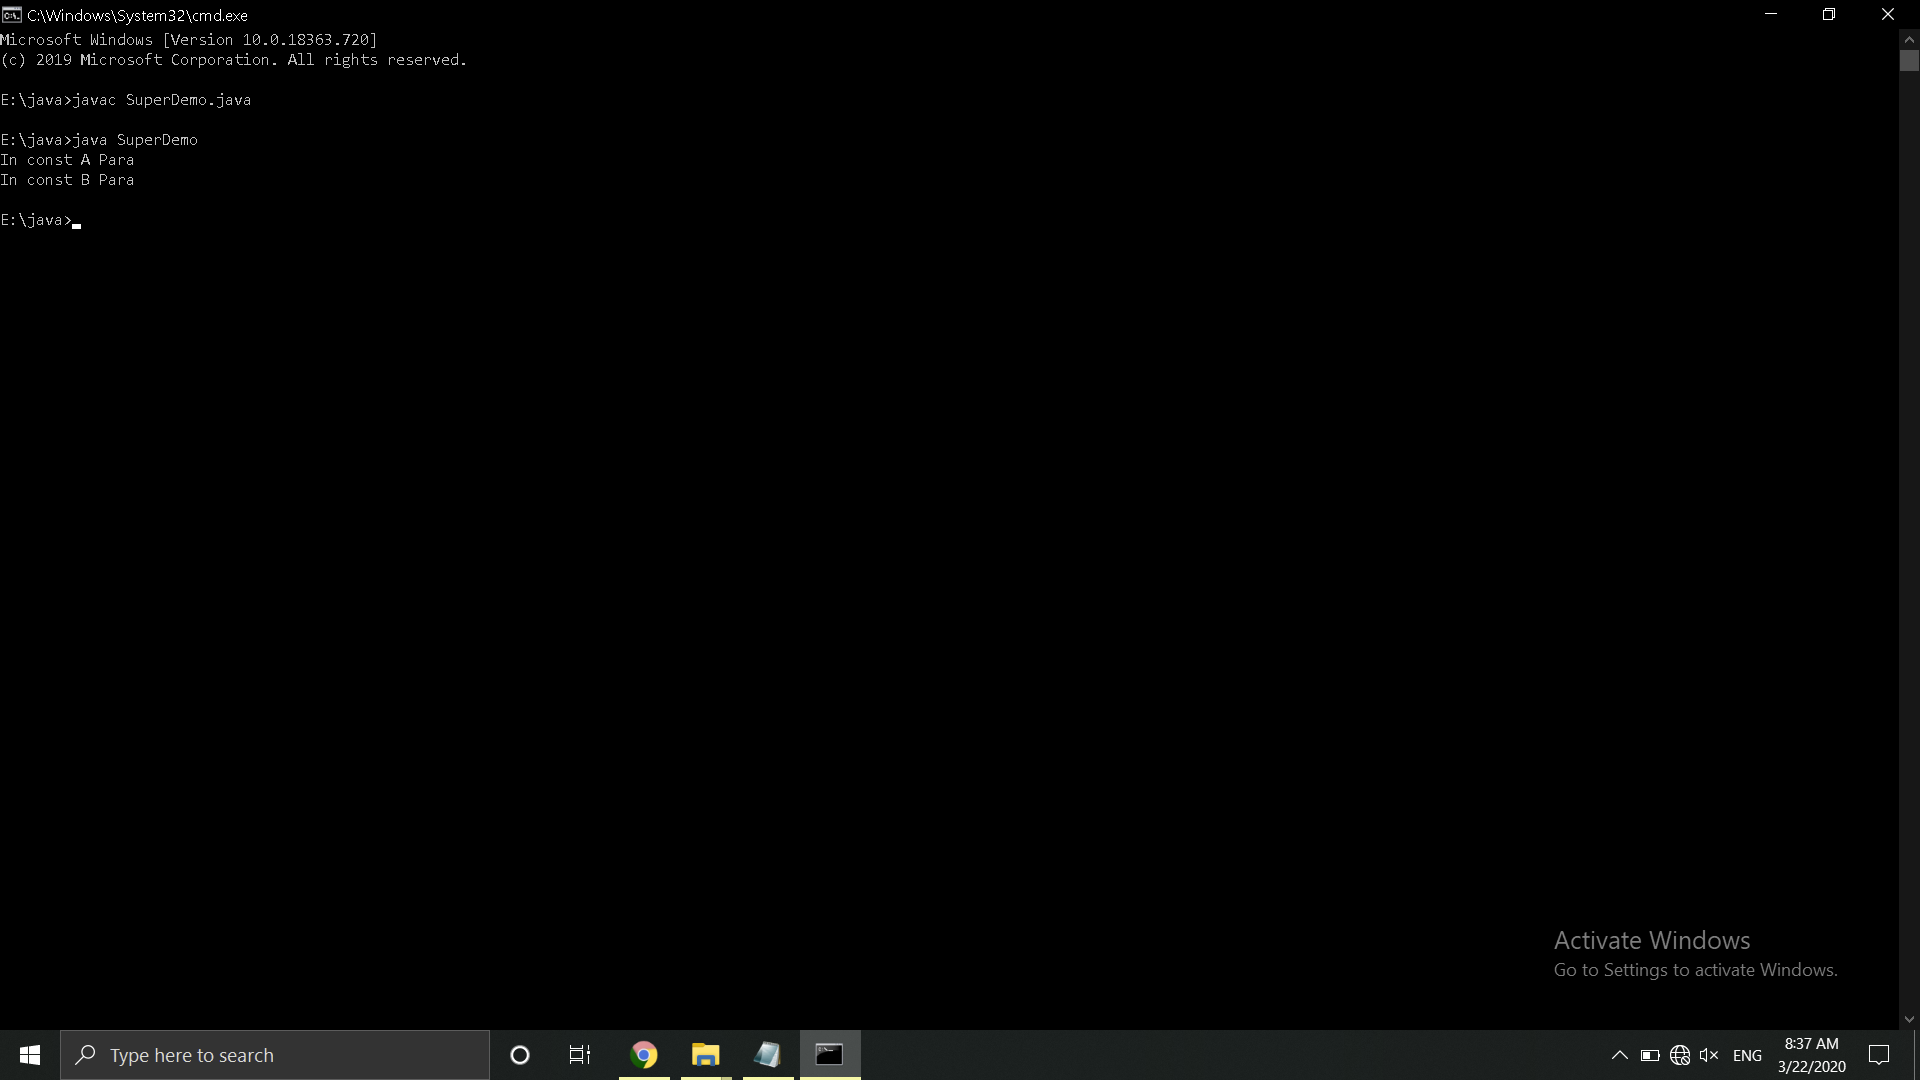 C:\Windows\System32\cmd.exe
Microsoft Windows [Version 10.0.18363.720]
(c) 2019 Microsoft Corporation. All rights reserved.
E:\java>javac SuperDemo.java
E:\java>java SuperDemo
In const A Para
In const B Para
E:\java>
Activate Windows
Go to Settings to activate Windows.
Type here to search
ENG
8:37 AM
3/22/2020